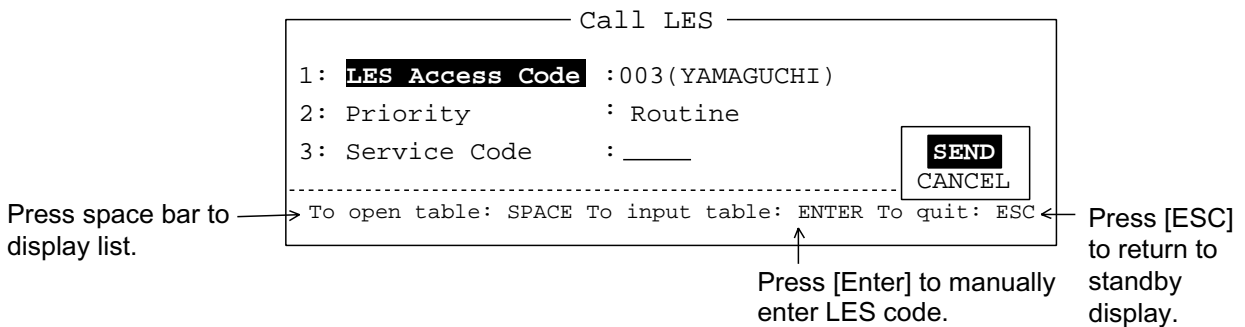 Call LES
1: LES Access Code :003(YAMAGUCHI)
2: Priority : Routine
3: Service Code :_____
SEND
CANCEL
To open table: SPACE To input table: ENTER To quit: ESC
Press space bar to
display list.
Press [Enter] to manually
enter LES code.
Press [ESC]
to return to
standby
display.